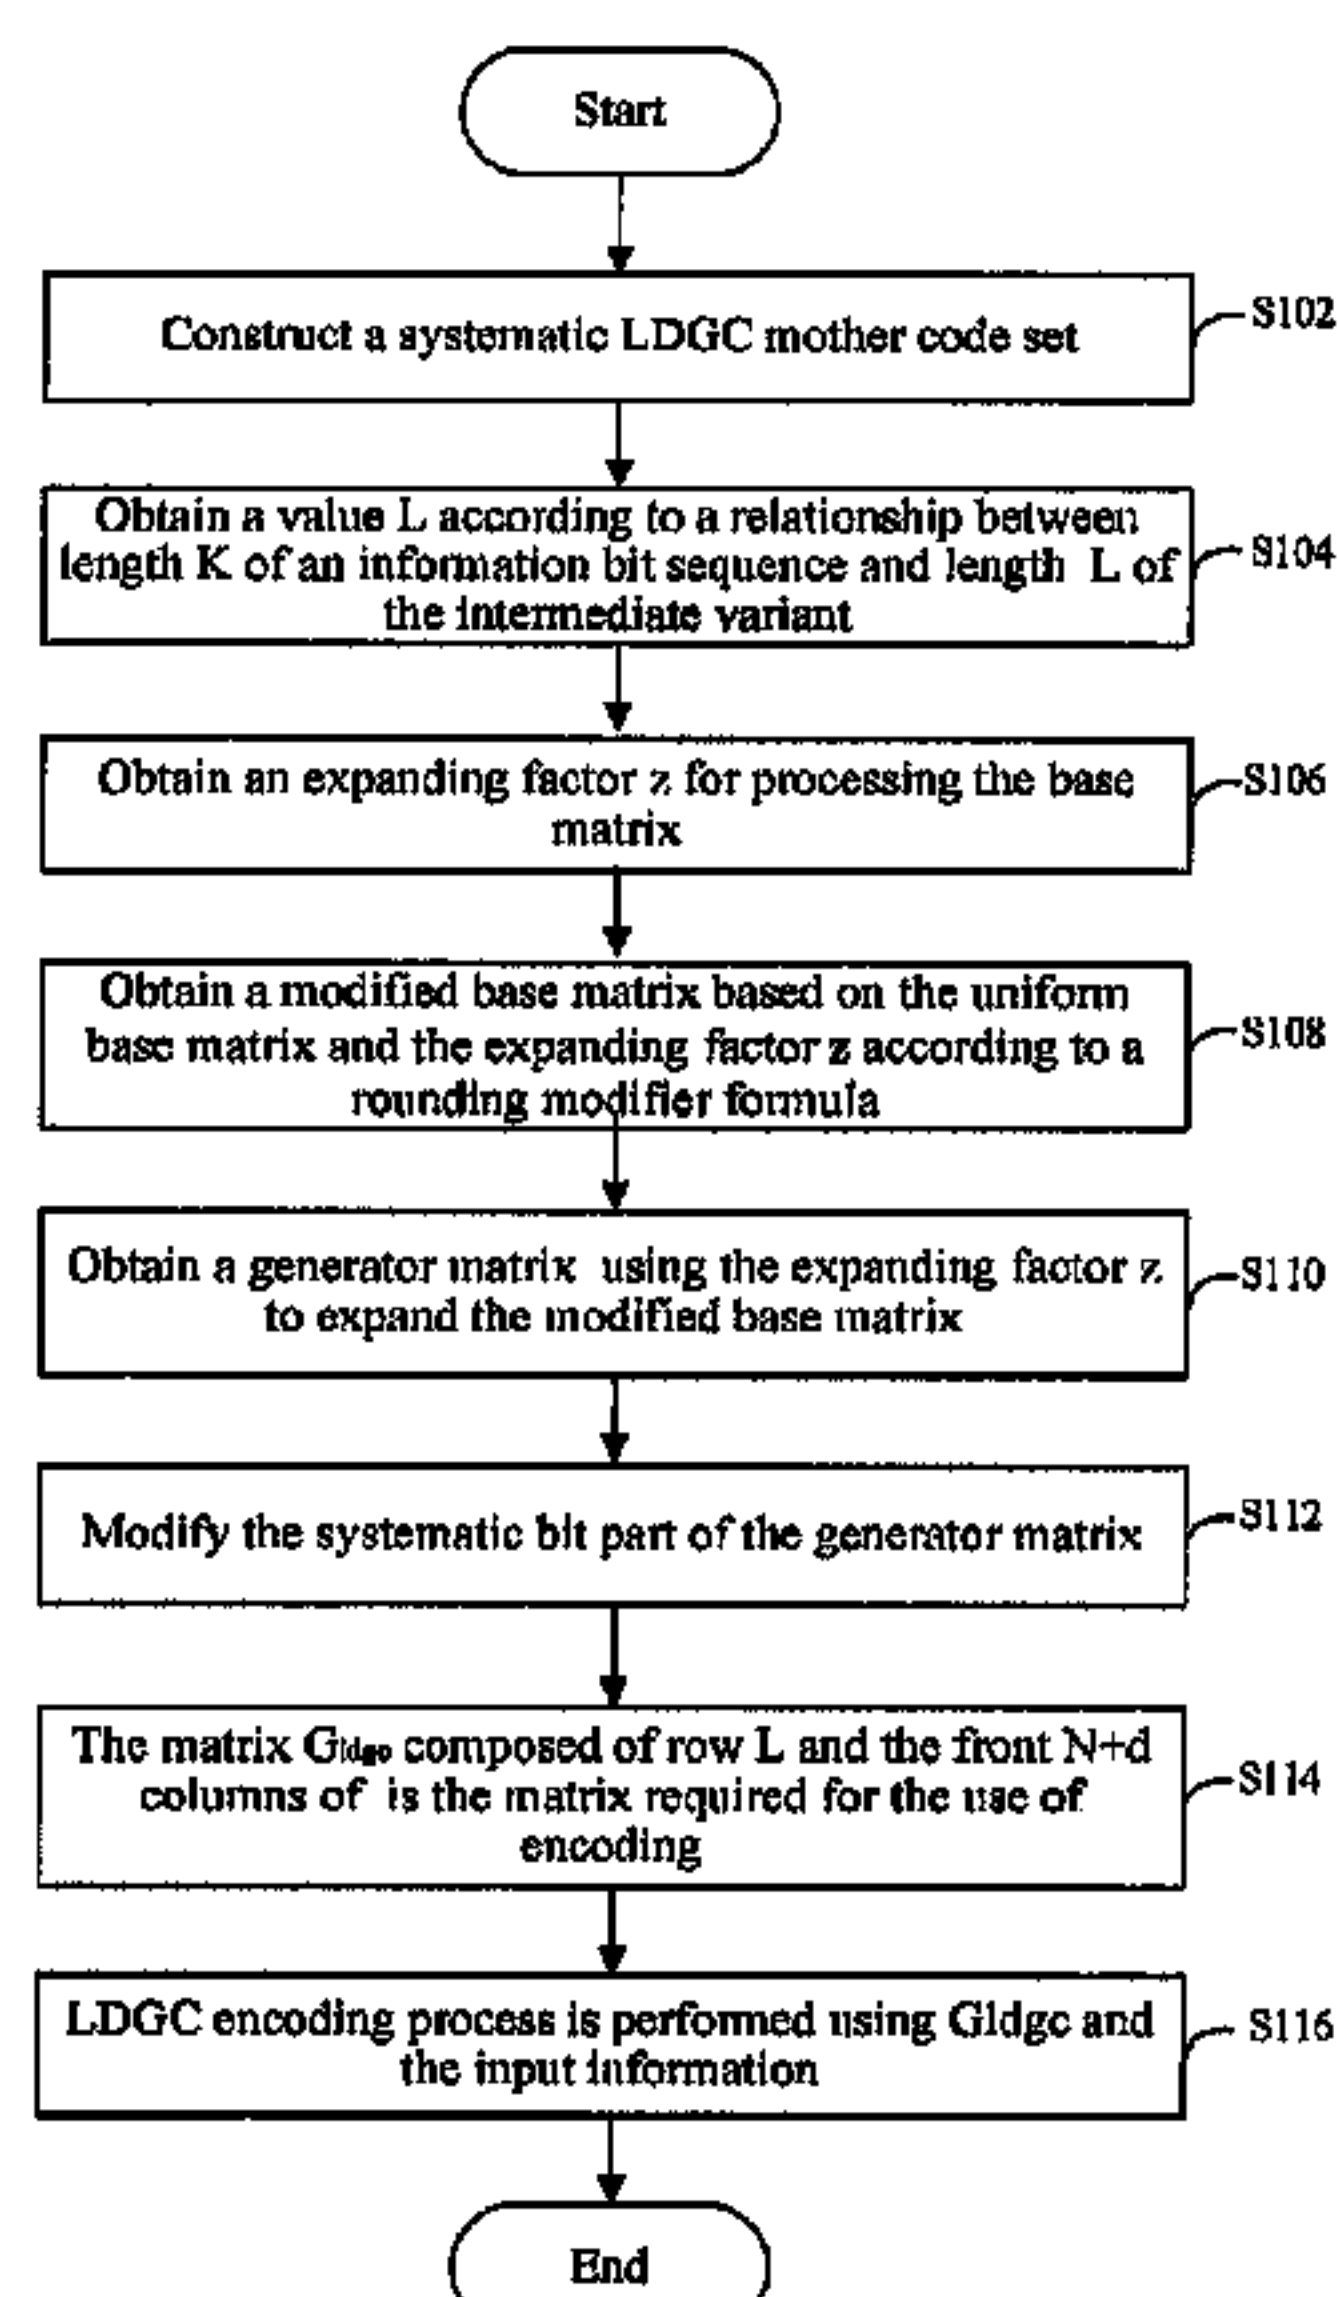 Start
Construct a systematic LDGC mother code set
S102
Obtain a value L according to a relationship between
length K of an information bit sequence and length L of
the intermediate variant
S104
Obtain an expanding factor z for processing the base
matrix
S106
Obtain a modified base matrix based on the uniform
base matrix and the expanding factor z according to a
rounding modifier formula
S108
Obtain a generator matrix using the expanding factor z
to expand the modified base matrix
S110
Modify the systematic bit part of the generator matrix
S112
The matrix Gldgc composed of row L and the front N+d
columns of is the matrix required for the use of
encoding
S114
LDGC encoding process is performed using Gldgc and
the input information
S116
End